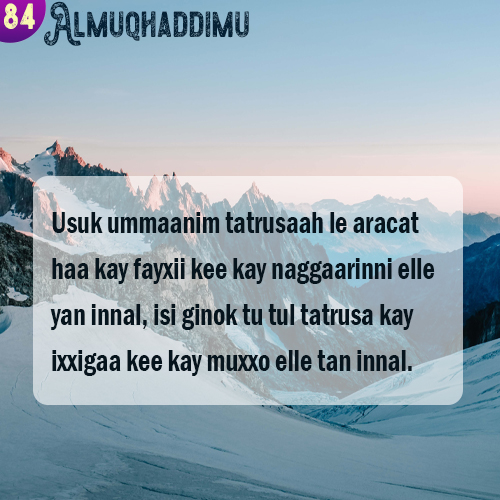 84 Almuqhaddimu
Usuk ummaanim tatrusaah le aracat
haa kay fayxii kee kay naggaarinni elle
yan innal, isi ginok tu tul tatrusa kay
ixxigaa kee kay muxxo elle tan innal.